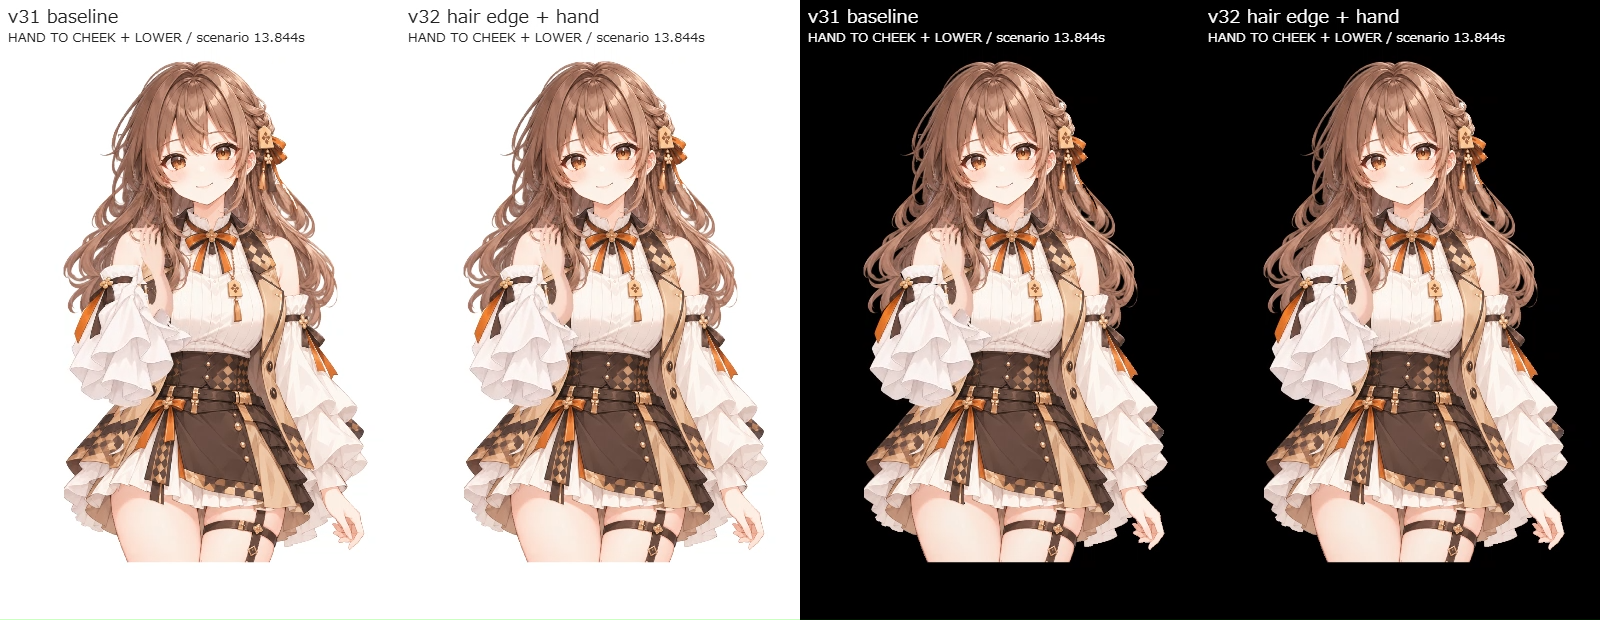 v31 baseline
HAND TO CHEEK + LOWER / scenario 13.844s
v32 hair edge + hand
HAND TO CHEEK + LOWER / scenario 13.844s
v31 baseline
HAND TO CHEEK + LOWER / scenario 13.844s
v32 hair edge + hand
HAND TO CHEEK + LOWER / scenario 13.844s